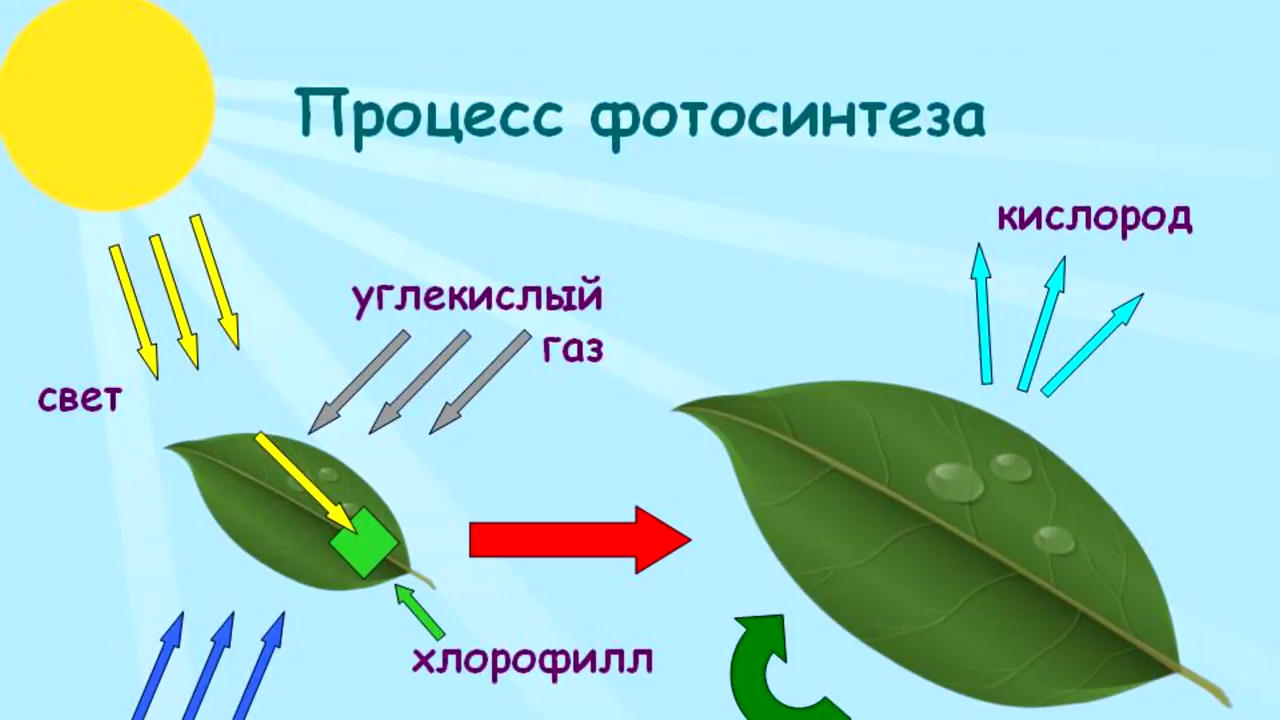 Процесс фотосинтеза
кислород
углекислый
газ
свет
хлорофилл